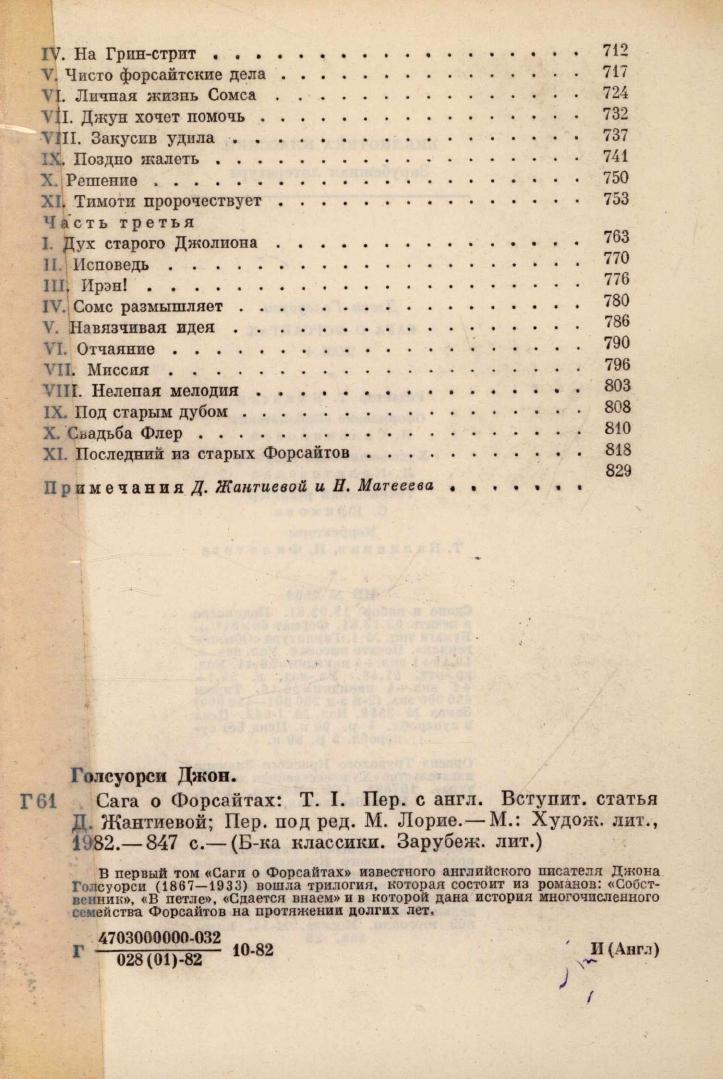 IV. На Грин-стрит . . . . . . . . . . . . . . . . . . 712
V. Чисто форсайтские дела . . . . . . . . . . . . . . . 717
VI. Личная жизнь Сомса . . . . . . . . . . . . . . . 724
VII. Джун хочет помочь . . . . . . . . . . . . . . . 732
VIII. Закусив удила . . . . . . . . . . . . . . . . . 737
IX. Поздно жалеть . . . . . . . . . . . . . . . . . . 741
X. Решение . . . . . . . . . . . . . . . . . . . . . 750
XI. Тимоти пророчествует . . . . . . . . . . . . . . . 753
Часть третья
I. Дух старого Джолиона . . . . . . . . . . . . . . . 763
II. Исповедь . . . . . . . . . . . . . . . . . . . . 770
III. Ирэн! . . . . . . . . . . . . . . . . . . . . . 776
IV. Сомс размышляет . . . . . . . . . . . . . . . . . 780
V. Навязчивая идея . . . . . . . . . . . . . . . . . 786
VI. Отчаяние . . . . . . . . . . . . . . . . . . . . 790
VII. Миссия . . . . . . . . . . . . . . . . . . . . 796
VIII. Нелепая мелодия . . . . . . . . . . . . . . . . 803
IX. Под старым дубом . . . . . . . . . . . . . . . . 808
X. Свадьба Флер . . . . . . . . . . . . . . . . . . . 810
XI. Последний из старых Форсайтов . . . . . . . . . . . 818
Примечания Д. Жантиевой и Н. Матвеева . . . . . . . 829
Голсуорси Джон.
Г61 Сага о Форсайтах: Т. I. Пер. с англ. Вступит. статья
Д. Жантиевой; Пер. под ред. М. Лорие.— М.: Худож. лит.,
1982.— 847 с.— (Б-ка классики. Зарубеж. лит.)
В первый том «Саги о Форсайтах» известного английского писателя Джона
Голсуорси (1867—1933) вошла трилогия, которая состоит из романов: «Собст-
венник», «В петле», «Сдается внаем» и в которой дана история многочисленного
семейства Форсайтов на протяжении долгих лет.
Г 4703000000-032 10-82 И (Англ)
028 (01)-82